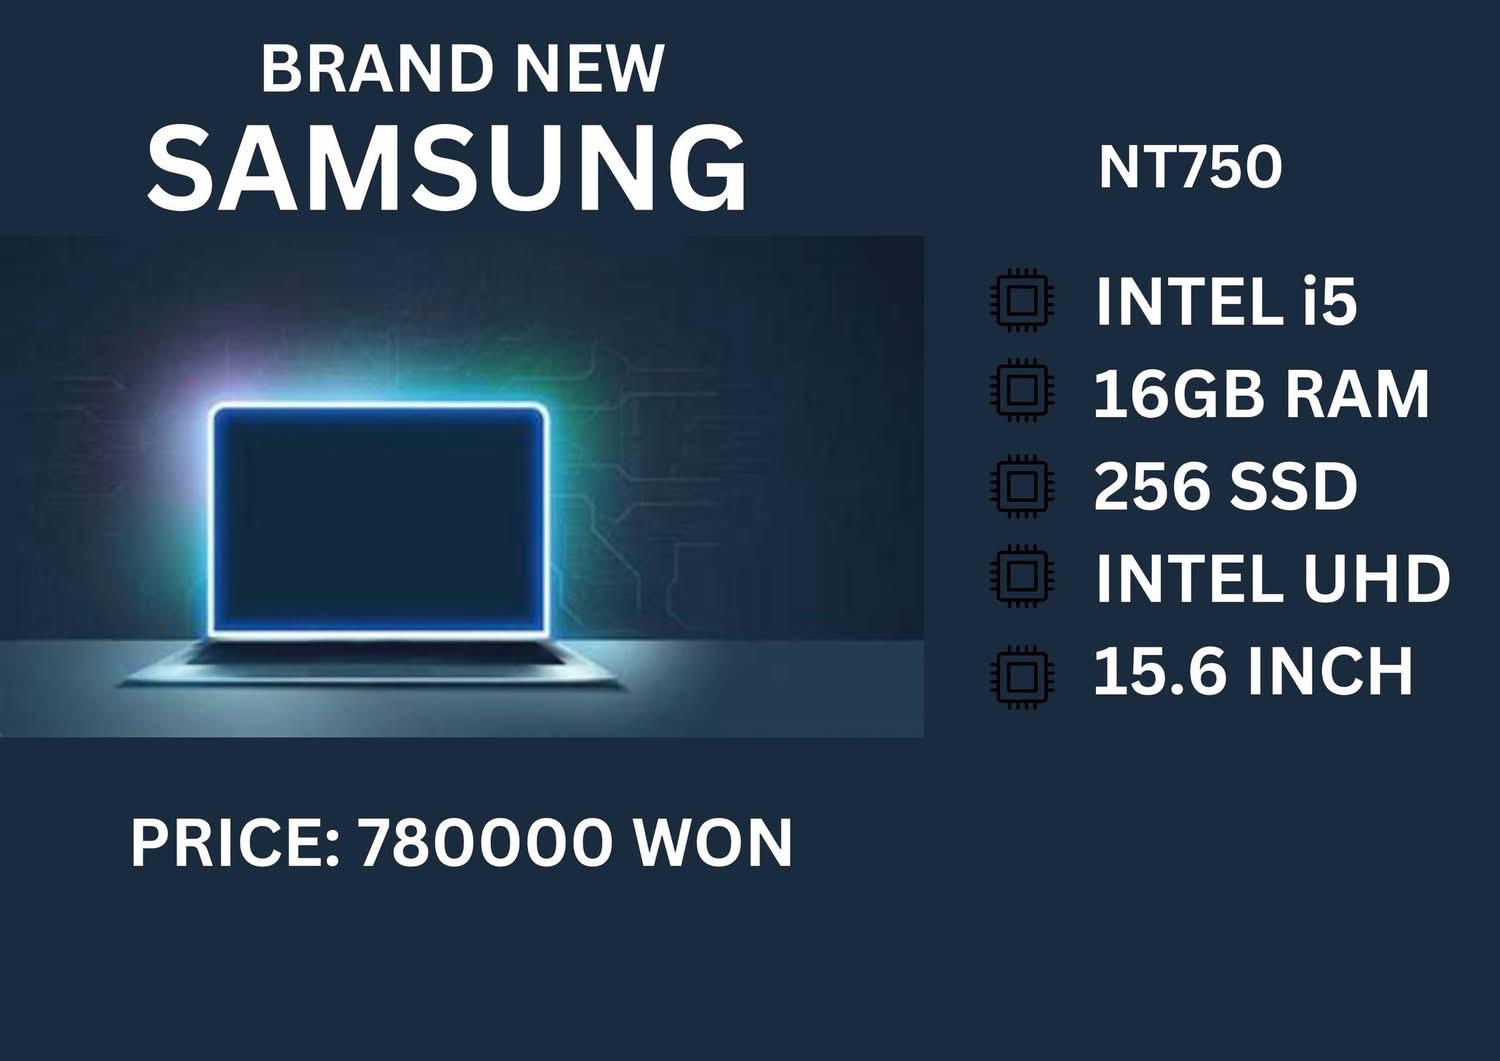 BRAND NEW
SAMSUNG
NT750
INTEL i5
16GB RAM
256 SSD
INTEL UHD
15.6 INCH
PRICE: 780000 WON